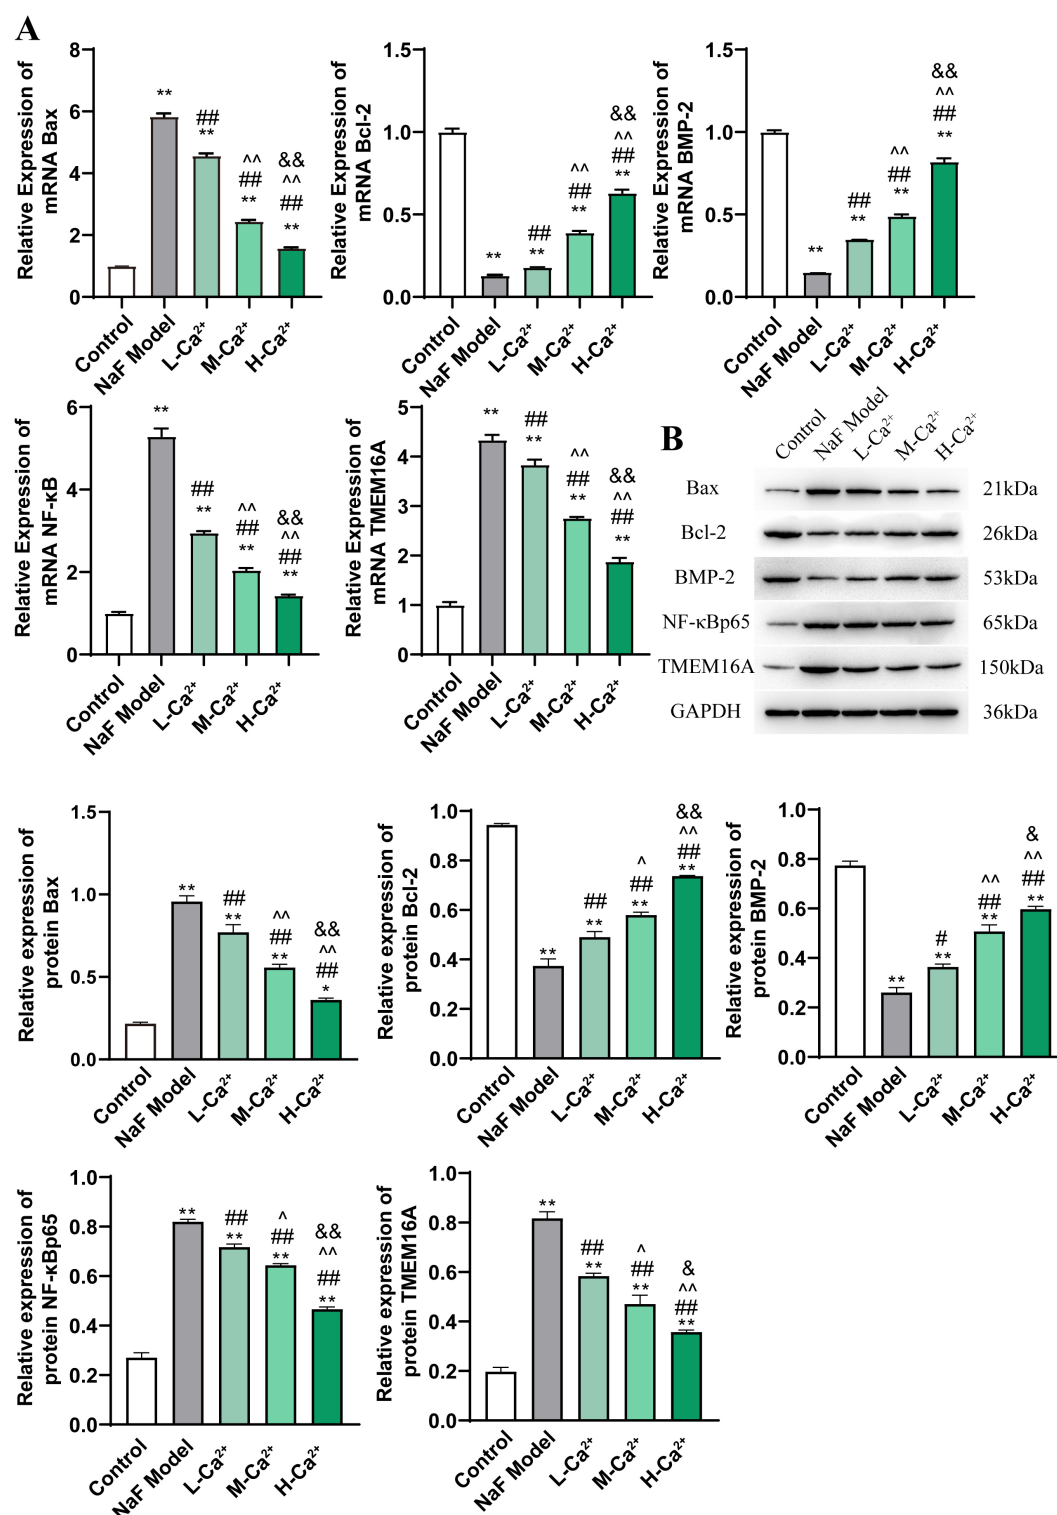 A
Relative Expression of
mRNA Bax
8
6
4
2
0
**
##
**
^^
##
**
&&
^^
##
**
Control
NaF Model
L-Ca²⁺
M-Ca²⁺
H-Ca²⁺
Relative Expression of
mRNA Bcl-2
1.5
1.0
0.5
0.0
**
##
**
^^
##
**
&&
^^
##
**
Control
NaF Model
L-Ca²⁺
M-Ca²⁺
H-Ca²⁺
Relative Expression of
mRNA BMP-2
1.5
1.0
0.5
0.0
**
##
**
^^
##
**
&&
^^
##
**
Control
NaF Model
L-Ca²⁺
M-Ca²⁺
H-Ca²⁺
Relative Expression of
mRNA NF-κB
6
4
2
0
**
##
**
^^
##
**
&&
^^
##
**
Control
NaF Model
L-Ca²⁺
M-Ca²⁺
H-Ca²⁺
Relative Expression of
mRNA TMEM16A
5
4
3
2
1
0
**
##
**
^^
##
**
&&
^^
##
**
Control
NaF Model
L-Ca²⁺
M-Ca²⁺
H-Ca²⁺
B
Control
NaF Model
L-Ca²⁺
M-Ca²⁺
H-Ca²⁺
Bax 21kDa
Bcl-2 26kDa
BMP-2 53kDa
NF-κBp65 65kDa
TMEM16A 150kDa
GAPDH 36kDa
Relative expression of
protein Bax
1.5
1.0
0.5
0.0
**
##
**
^^
##
**
&&
^^
##
*
Control
NaF Model
L-Ca²⁺
M-Ca²⁺
H-Ca²⁺
Relative expression of
protein Bcl-2
1.0
0.8
0.6
0.4
0.2
0.0
**
##
**
^
##
**
&&
^^
##
**
Control
NaF Model
L-Ca²⁺
M-Ca²⁺
H-Ca²⁺
Relative expression of
protein BMP-2
1.0
0.8
0.6
0.4
0.2
0.0
**
#
**
^^
##
**
&
^^
##
**
Control
NaF Model
L-Ca²⁺
M-Ca²⁺
H-Ca²⁺
Relative expression of
protein NF-κBp65
1.0
0.8
0.6
0.4
0.2
0.0
**
##
**
^
##
**
&&
^^
##
**
Control
NaF Model
L-Ca²⁺
M-Ca²⁺
H-Ca²⁺
Relative expression of
protein TMEM16A
1.0
0.8
0.6
0.4
0.2
0.0
**
##
**
^
##
**
&
^^
##
**
Control
NaF Model
L-Ca²⁺
M-Ca²⁺
H-Ca²⁺